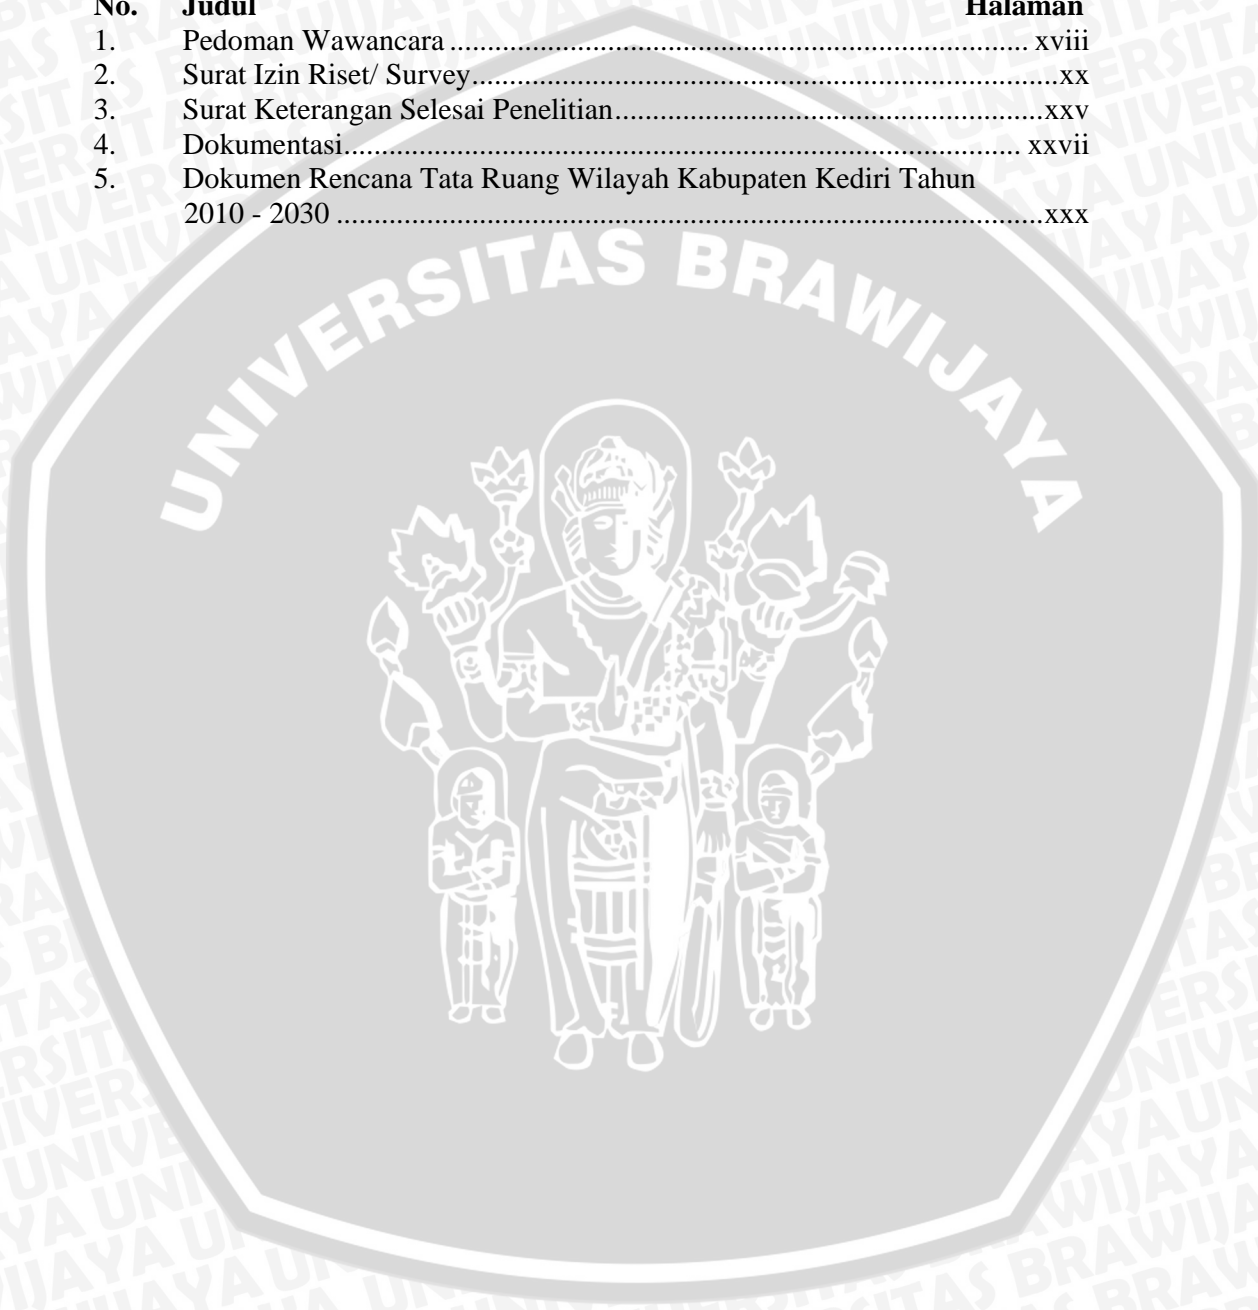 No. Judul Halaman
1. Pedoman Wawancara ........................................................................... xviii
2. Surat Izin Riset/ Survey............................................................................xx
3. Surat Keterangan Selesai Penelitian........................................................xxv
4. Dokumentasi........................................................................................ xxvii
5. Dokumen Rencana Tata Ruang Wilayah Kabupaten Kediri Tahun
2010 - 2030 ............................................................................................xxx
UNIVERSITAS BRAWIJAYA